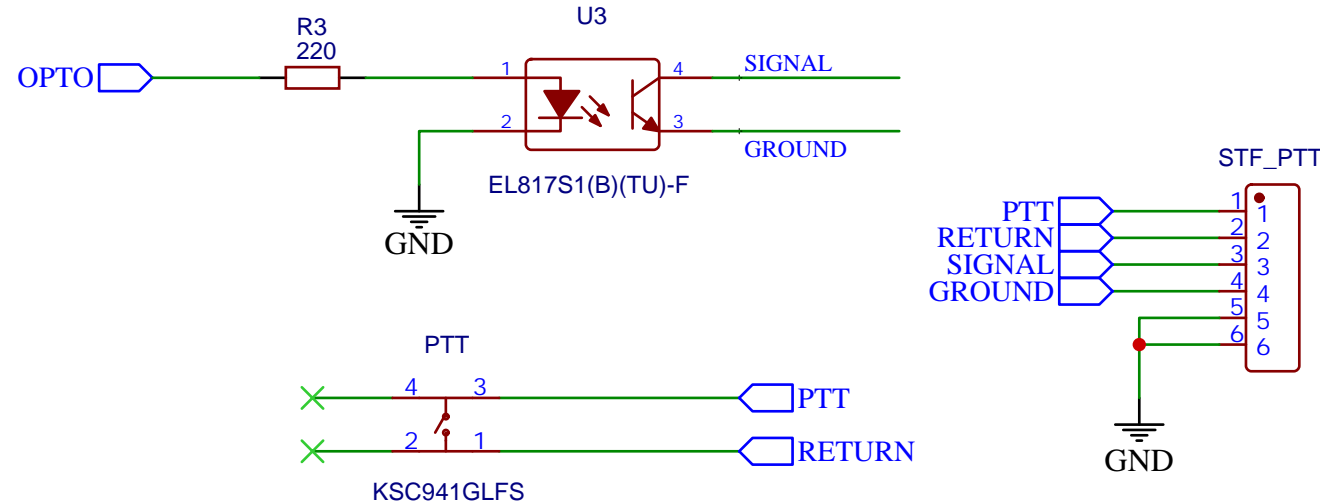 U3
R3
220
OPTO
1
4
SIGNAL
2
3
GROUND
EL817S1(B)(TU)-F
GND
STF_PTT
PTT
1
1
RETURN
2
2
SIGNAL
3
3
GROUND
4
4
5
5
6
6
GND
PTT
4
3
PTT
2
1
RETURN
KSC941GLFS